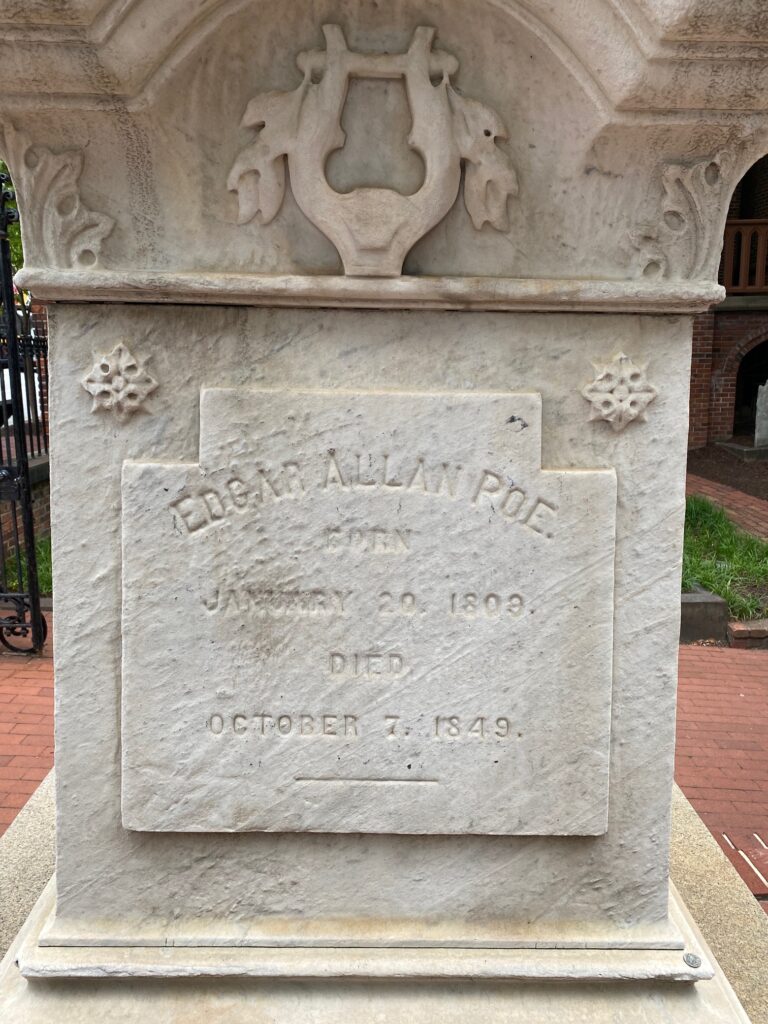 EDGAR ALLAN POE.
BORN
JANUARY 20, 1809.
DIED
OCTOBER 7, 1849.